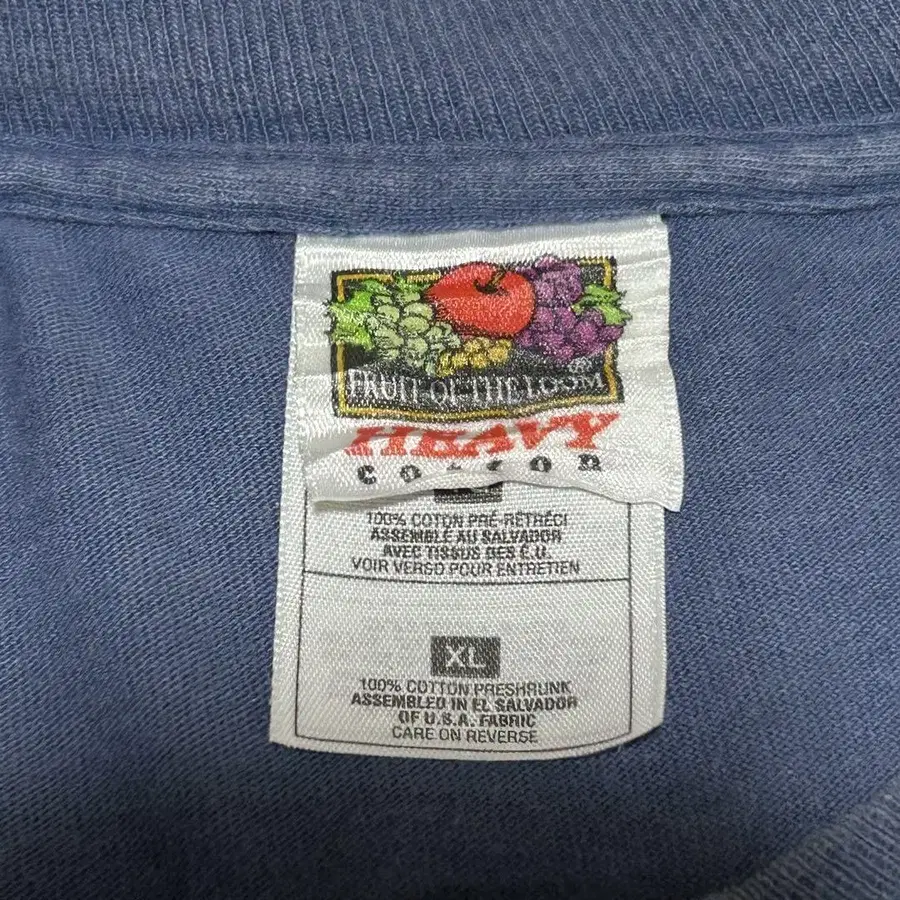 FRUIT OF THE LOOM
®
HEAVY
COTTON
100% COTON PRÉ-RÉTRÉCI
ASSEMBLÉ AU SALVADOR
AVEC TISSUS DES É.U.
VOIR VERSO POUR ENTRETIEN
XL
100% COTTON PRESHRUNK
ASSEMBLED IN EL SALVADOR
OF U.S.A. FABRIC
CARE ON REVERSE